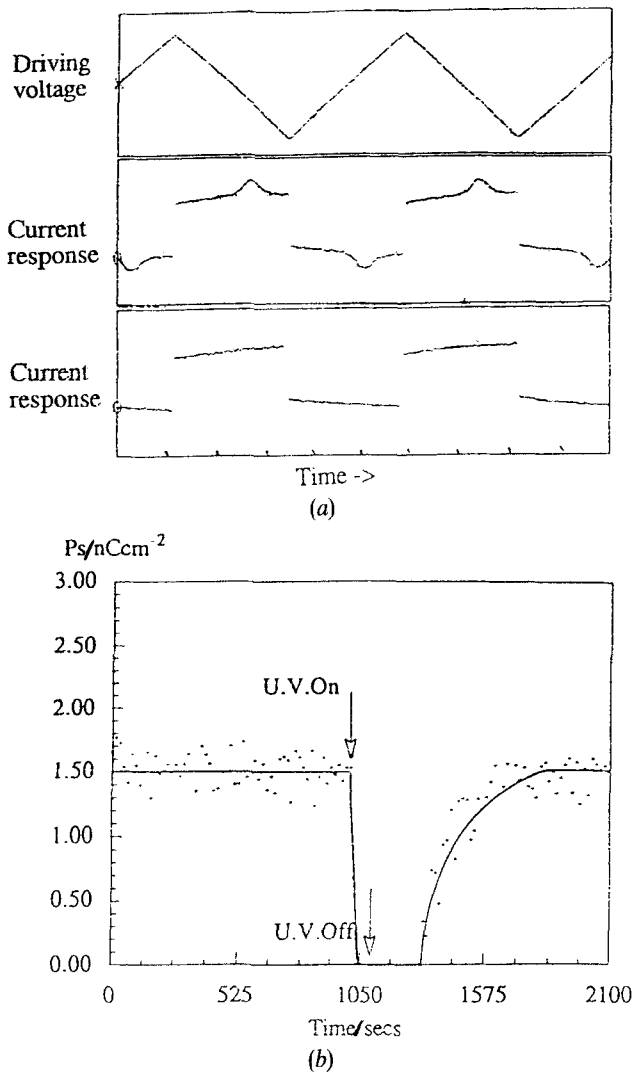 Driving
voltage
Current
response
Current
response
Time ->
(a)
Ps/nCcm-2
3.00
2.50
2.00
1.50
1.00
0.50
0.00
U.V.On
U.V.Off
0 525 1050 1575 2100
Time/secs
(b)